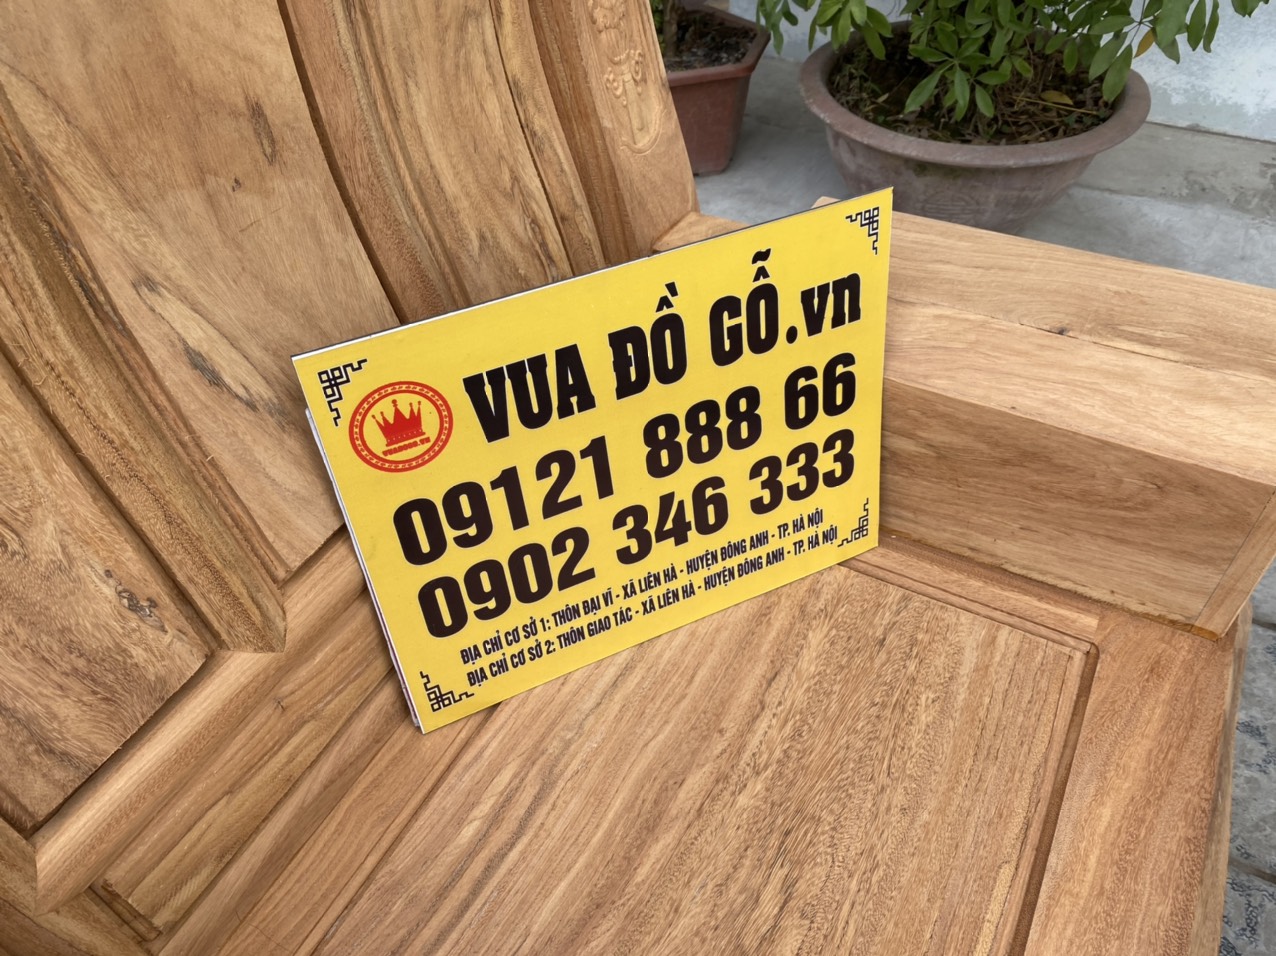 VUA ĐỒ GỖ.vn
09121 888 66
0902 346 333
ĐỊA CHỈ CƠ SỞ 1: THÔN ĐẠI VĨ - XÃ LIÊN HÀ - HUYỆN ĐÔNG ANH - TP. HÀ NỘI
ĐỊA CHỈ CƠ SỞ 2: THÔN GIAO TÁC - XÃ LIÊN HÀ - HUYỆN ĐÔNG ANH - TP. HÀ NỘI